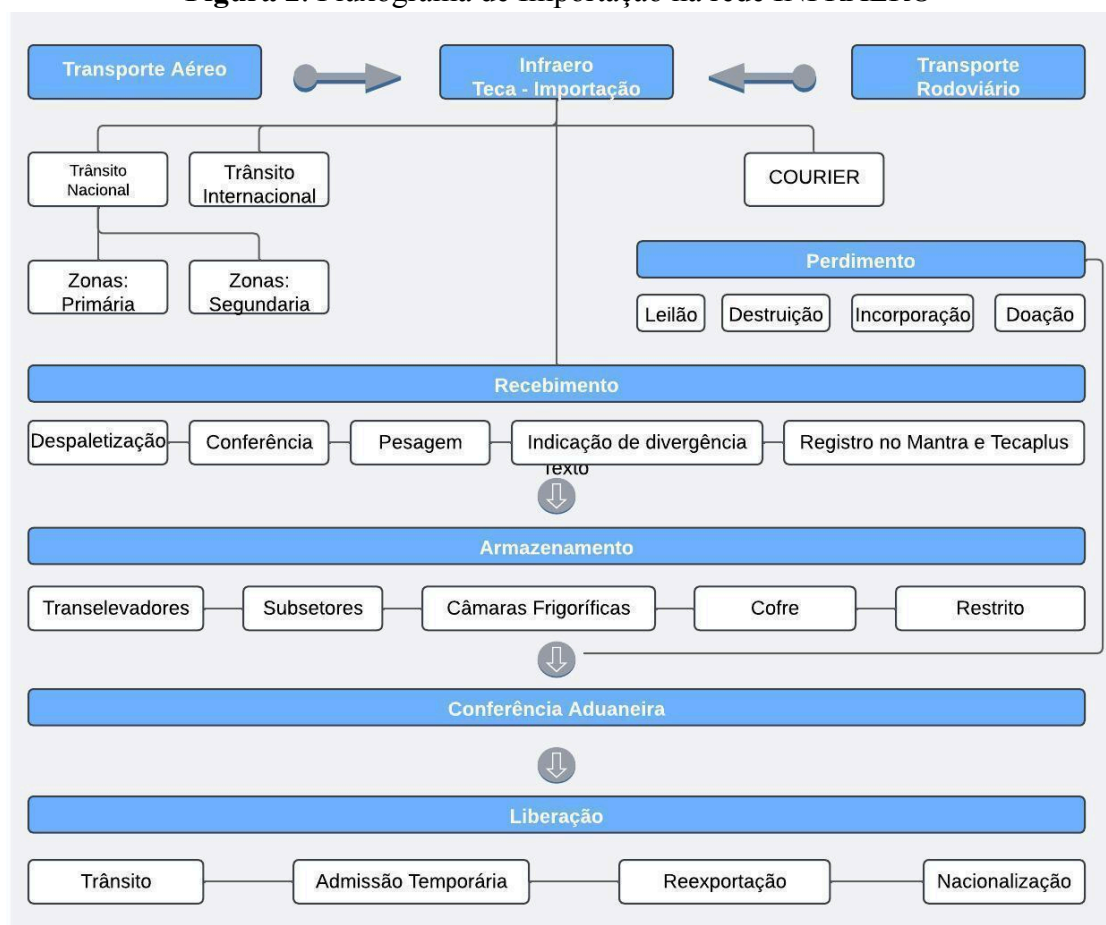 Transporte Aéreo
Infraero
Teca - Importação
Transporte
Rodoviário
Trânsito
Nacional
Trânsito
Internacional
COURIER
Zonas:
Primária
Zonas:
Segundaria
Perdimento
Leilão
Destruição
Incorporação
Doação
Recebimento
Despaletização
Conferência
Pesagem
Indicação de divergência
Registro no Mantra e Tecaplus
Texto
Armazenamento
Transelevadores
Subsetores
Câmaras Frigoríficas
Cofre
Restrito
Conferência Aduaneira
Liberação
Trânsito
Admissão Temporária
Reexportação
Nacionalização